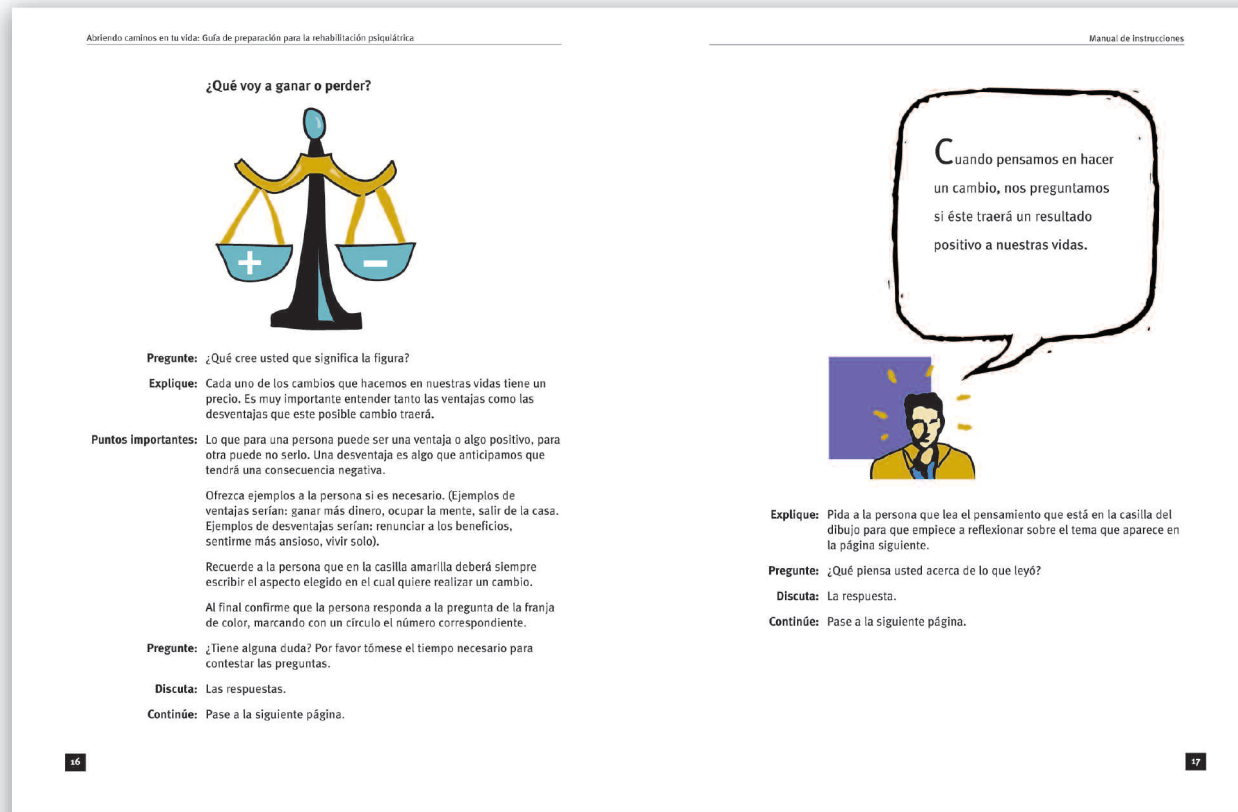 Abriendo caminos en tu vida: Guía de preparación para la rehabilitación psiquiátrica
¿Qué voy a ganar o perder?
+ −
Pregunte: ¿Qué cree usted que significa la figura?
Explique: Cada uno de los cambios que hacemos en nuestras vidas tiene un
precio. Es muy importante entender tanto las ventajas como las
desventajas que este posible cambio traerá.
Puntos importantes: Lo que para una persona puede ser una ventaja o algo positivo, para
otra puede no serlo. Una desventaja es algo que anticipamos que
tendrá una consecuencia negativa.
Ofrezca ejemplos a la persona si es necesario. (Ejemplos de
ventajas serían: ganar más dinero, ocupar la mente, salir de la casa.
Ejemplos de desventajas serían: renunciar a los beneficios,
sentirme más ansioso, vivir solo).
Recuerde a la persona que en la casilla amarilla deberá siempre
escribir el aspecto elegido en el cual quiere realizar un cambio.
Al final confirme que la persona responda a la pregunta de la franja
de color, marcando con un círculo el número correspondiente.
Pregunte: ¿Tiene alguna duda? Por favor tómese el tiempo necesario para
contestar las preguntas.
Discuta: Las respuestas.
Continúe: Pase a la siguiente página.
16
Manual de instrucciones
Cuando pensamos en hacer
un cambio, nos preguntamos
si éste traerá un resultado
positivo a nuestras vidas.
Explique: Pida a la persona que lea el pensamiento que está en la casilla del
dibujo para que empiece a reflexionar sobre el tema que aparece en
la página siguiente.
Pregunte: ¿Qué piensa usted acerca de lo que leyó?
Discuta: La respuesta.
Continúe: Pase a la siguiente página.
17